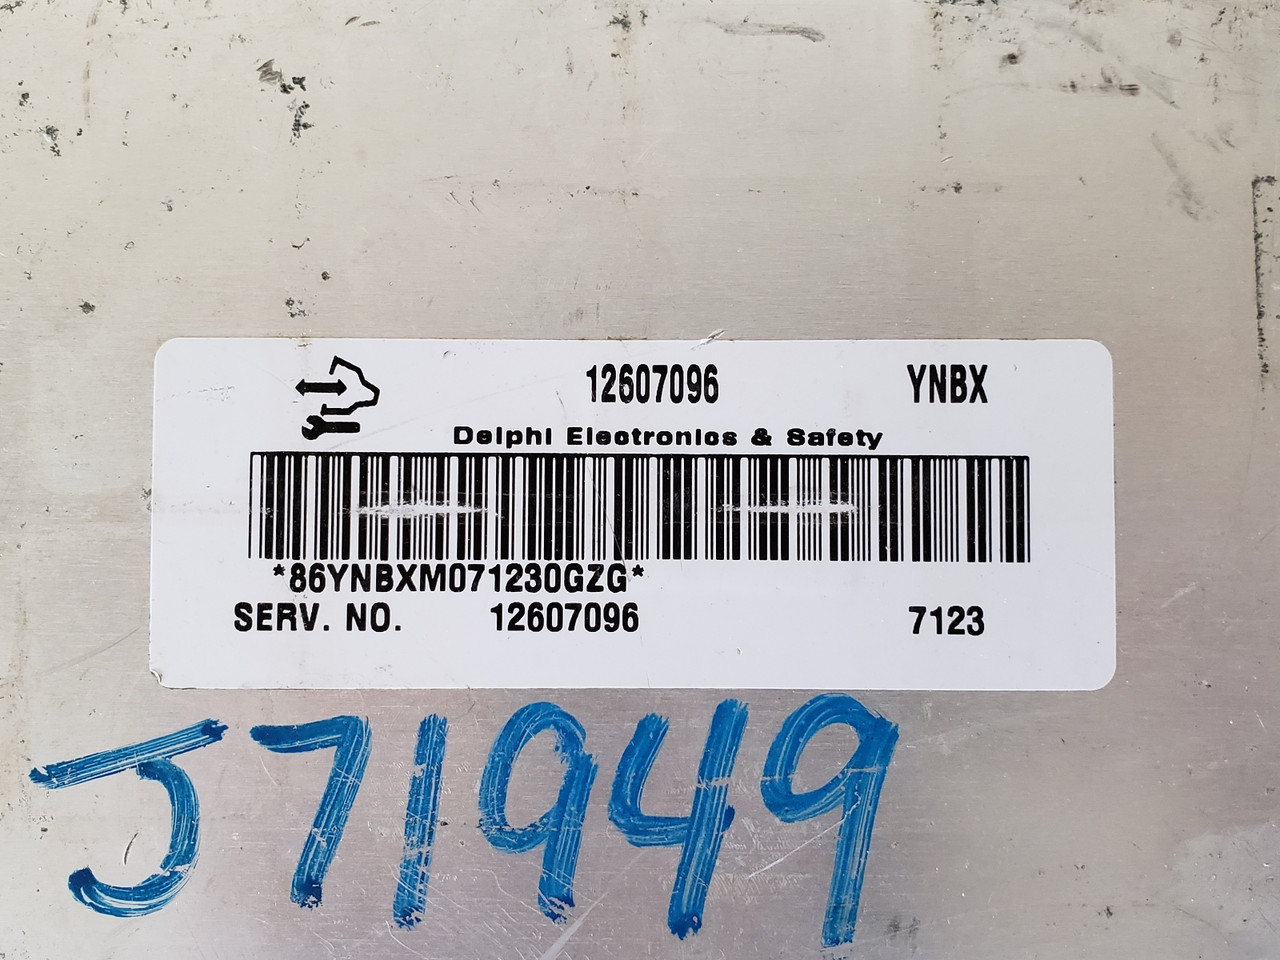 12607096 YNBX
Delphi Electronics & Safety
*86YNBXM071230GZG*
SERV. NO. 12607096 7123
J71949